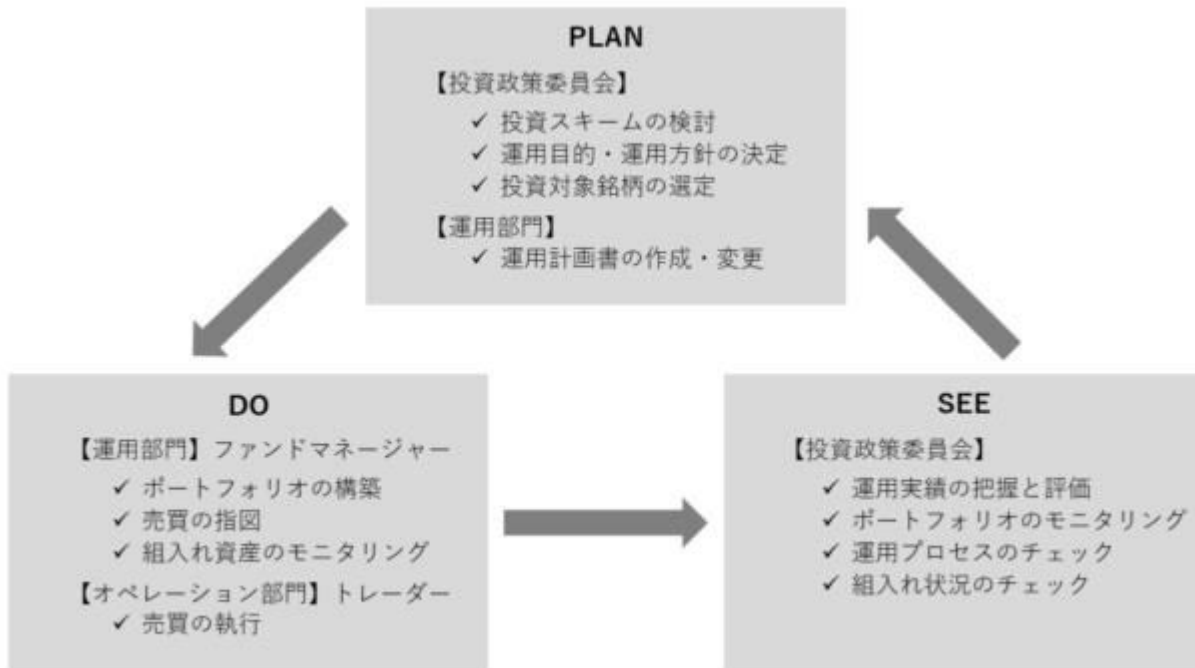 PLAN
【投資政策委員会】
✓ 投資スキームの検討
✓ 運用目的・運用方針の決定
✓ 投資対象銘柄の選定
【運用部門】
✓ 運用計画書の作成・変更
DO
【運用部門】ファンドマネージャー
✓ ポートフォリオの構築
✓ 売買の指図
✓ 組入れ資産のモニタリング
【オペレーション部門】トレーダー
✓ 売買の執行
SEE
【投資政策委員会】
✓ 運用実績の把握と評価
✓ ポートフォリオのモニタリング
✓ 運用プロセスのチェック
✓ 組入れ状況のチェック